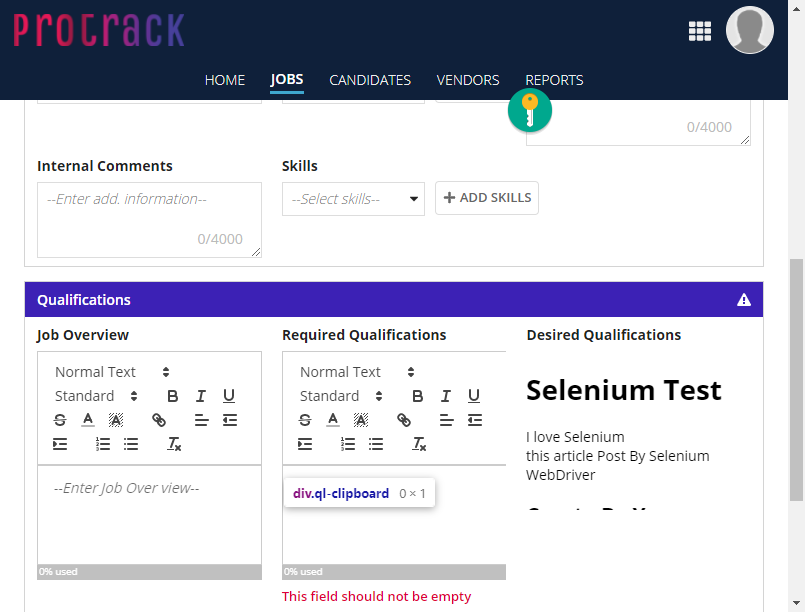 Protrack
HOME JOBS CANDIDATES VENDORS REPORTS
0/4000
Internal Comments
Skills
--Enter add. information--
0/4000
--Select skills--
ADD SKILLS
Qualifications
Job Overview
Required Qualifications
Desired Qualifications
Normal Text
Standard
B I U
S A A
Tx
--Enter Job Over view--
0% used
Normal Text
Standard
B I U
S A A
Tx
div.ql-clipboard 0 × 1
0% used
This field should not be empty
Selenium Test
I love Selenium
this article Post By Selenium
WebDriver